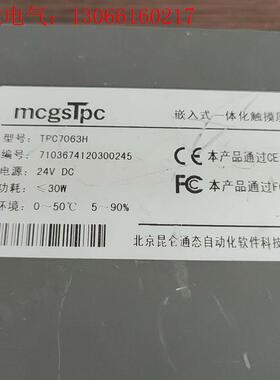 电气: 13066160217
mcgsTpc
嵌入式一体化触摸
型号: TPC7063H
编号: 7103674120300245
CE 本产品通过CE
电源: 24V DC
功耗: ≤30W
FC 本产品通过F
环境: 0~50℃ 5~90%
北京昆仑通态自动化软件科技